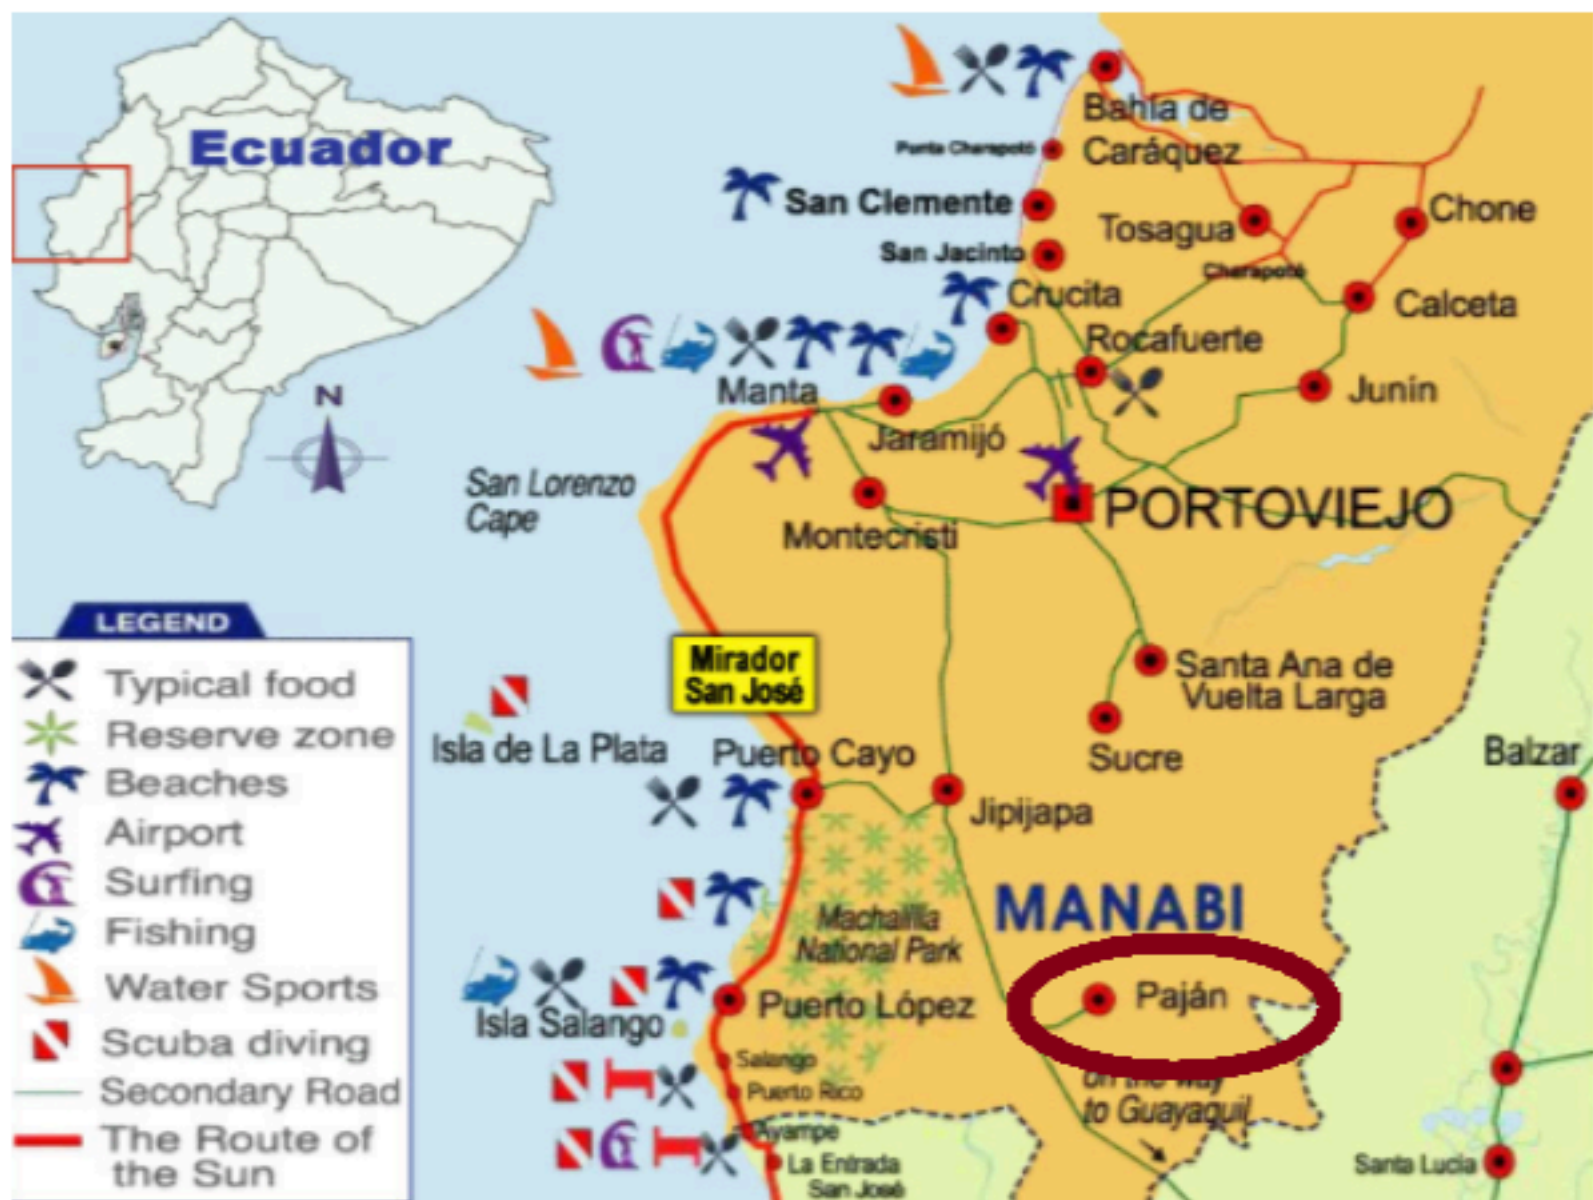 Ecuador
N
Bahía de
Caráquez
Punta Charapotó
San Clemente
San Jacinto
Tosagua
Chone
Charapotó
Crucita
Calceta
Rocafuerte
Manta
Junín
Jaramijó
San Lorenzo
Cape
PORTOVIEJO
Montecristi
LEGEND
Typical food
Reserve zone
Beaches
Airport
Surfing
Fishing
Water Sports
Scuba diving
Secondary Road
The Route of
the Sun
Mirador
San José
Santa Ana de
Vuelta Larga
Isla de La Plata
Puerto Cayo
Sucre
Balzar
Jipijapa
MANABI
Machalilla
National Park
Paján
Puerto López
Isla Salango
Salango
Puerto Rico
on the way
to Guayaquil
Ayampe
La Entrada
San José
Santa Lucia